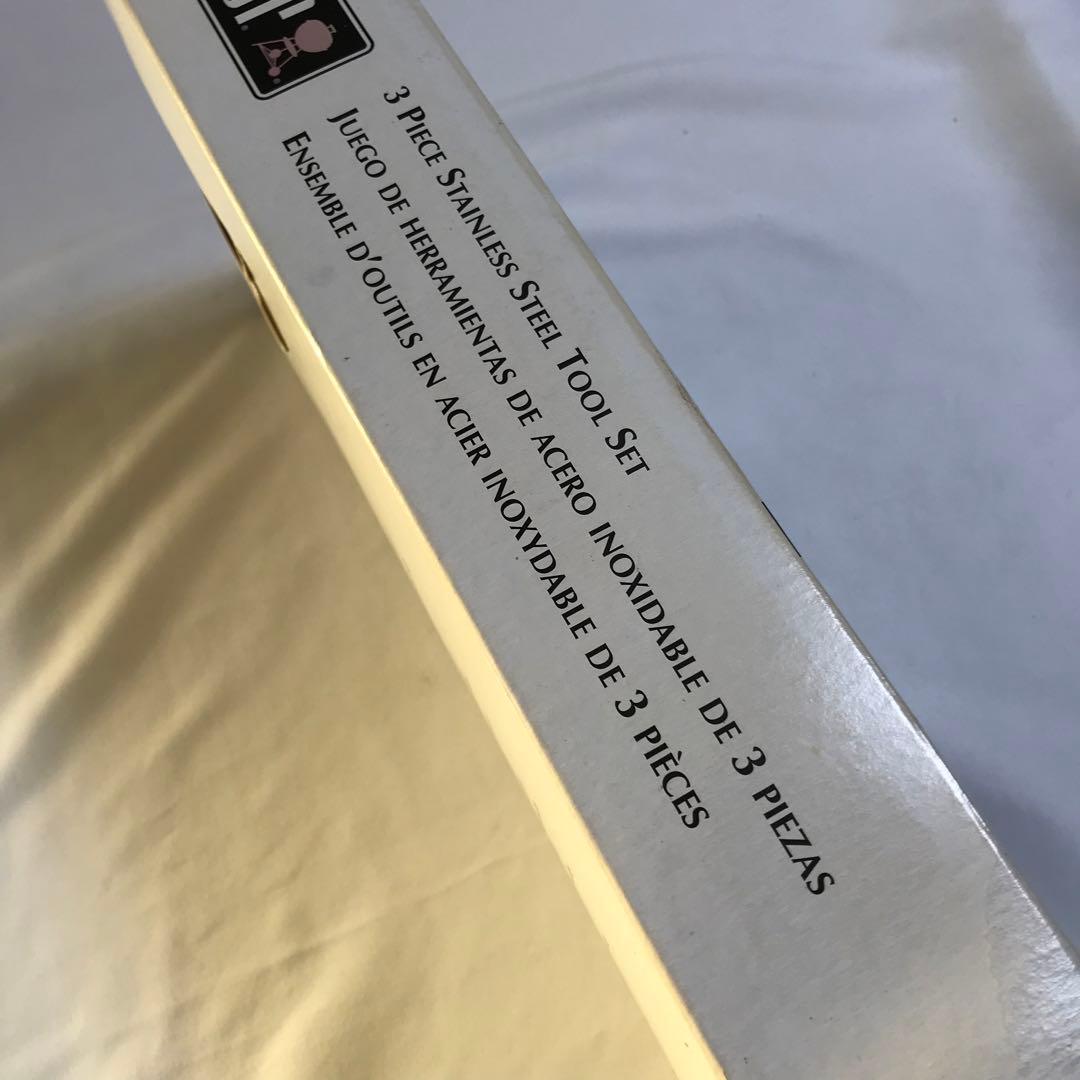 3 Piece Stainless Steel Tool Set
Juego de herramientas de acero inoxidable de 3 piezas
Ensemble d'outils en acier inoxydable de 3 pièces